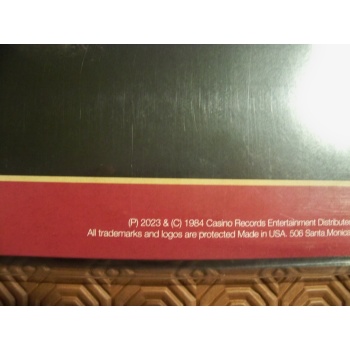 (P) 2023 & (C) 1984 Casino Records Entertainment Distributed
All trademarks and logos are protected Made in USA. 506 Santa Monica